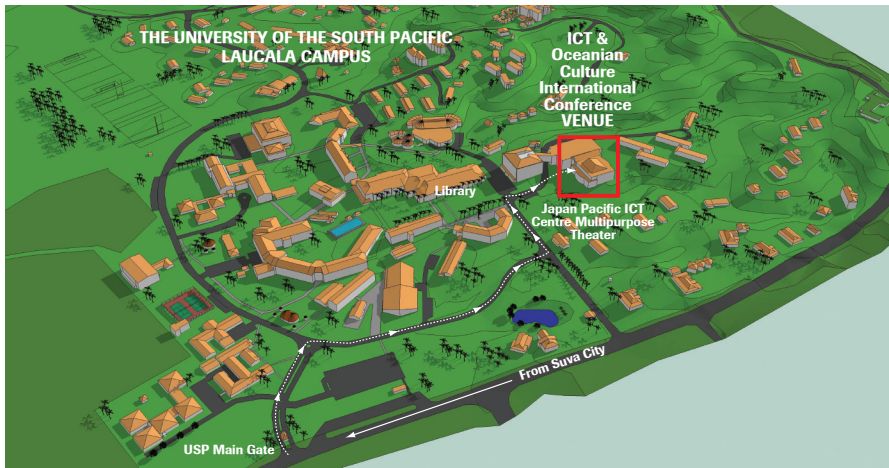 THE UNIVERSITY OF THE SOUTH PACIFIC
LAUCALA CAMPUS
ICT &
Oceanian
Culture
International
Conference
VENUE
Library
Japan Pacific ICT
Centre Multipurpose
Theater
From Suva City
USP Main Gate